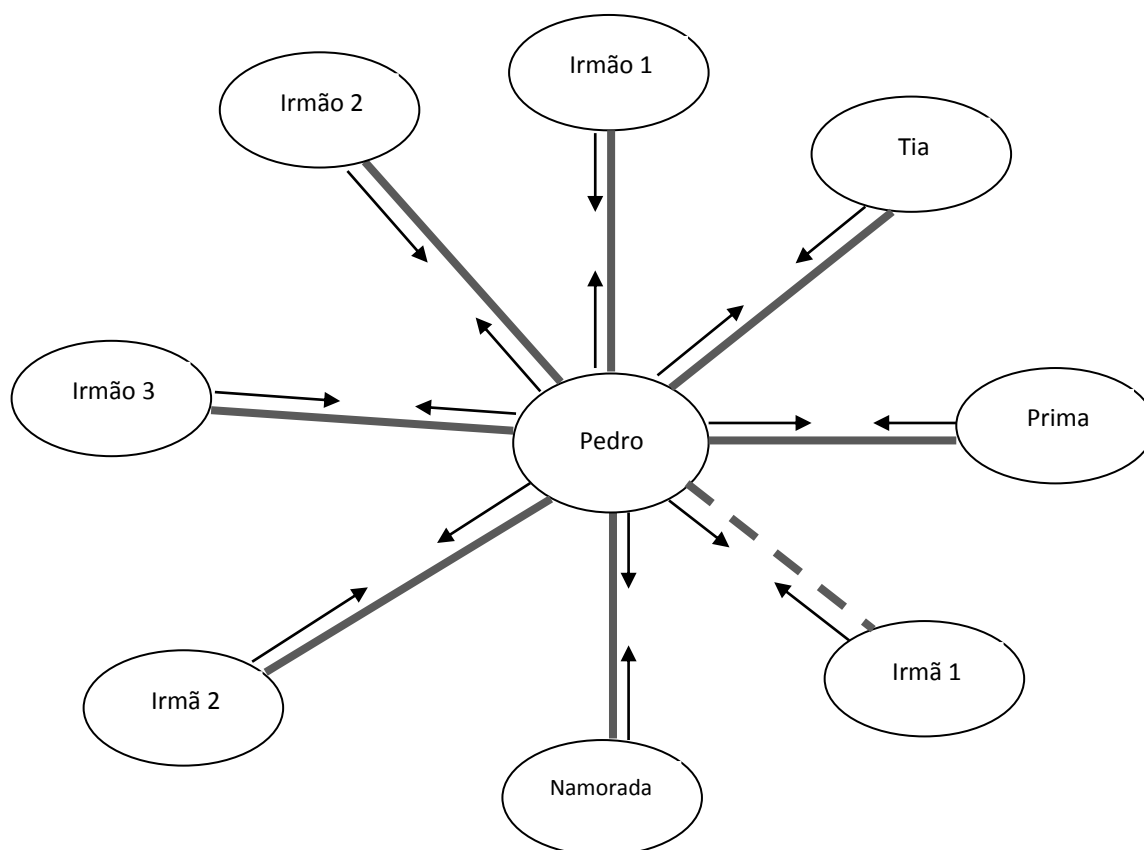 Irmão 1
Irmão 2
Tia
Irmão 3
Prima
Pedro
Irmã 1
Irmã 2
Namorada